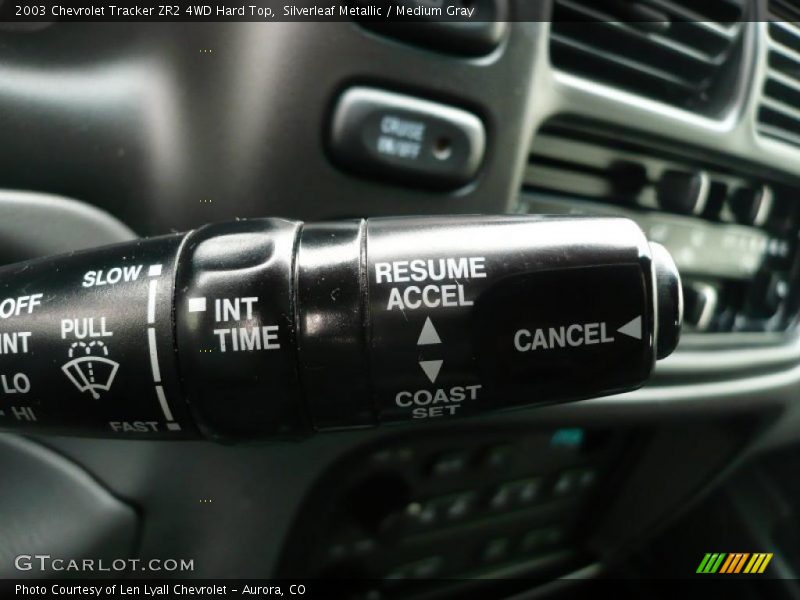 2003 Chevrolet Tracker ZR2 4WD Hard Top, Silverleaf Metallic / Medium Gray
CRUISE
ON/OFF
SLOW
OFF
INT
LO
HI
PULL
FAST
INT
TIME
RESUME
ACCEL
COAST
SET
CANCEL
GTCARLOT.COM
Photo Courtesy of Len Lyall Chevrolet – Aurora, CO